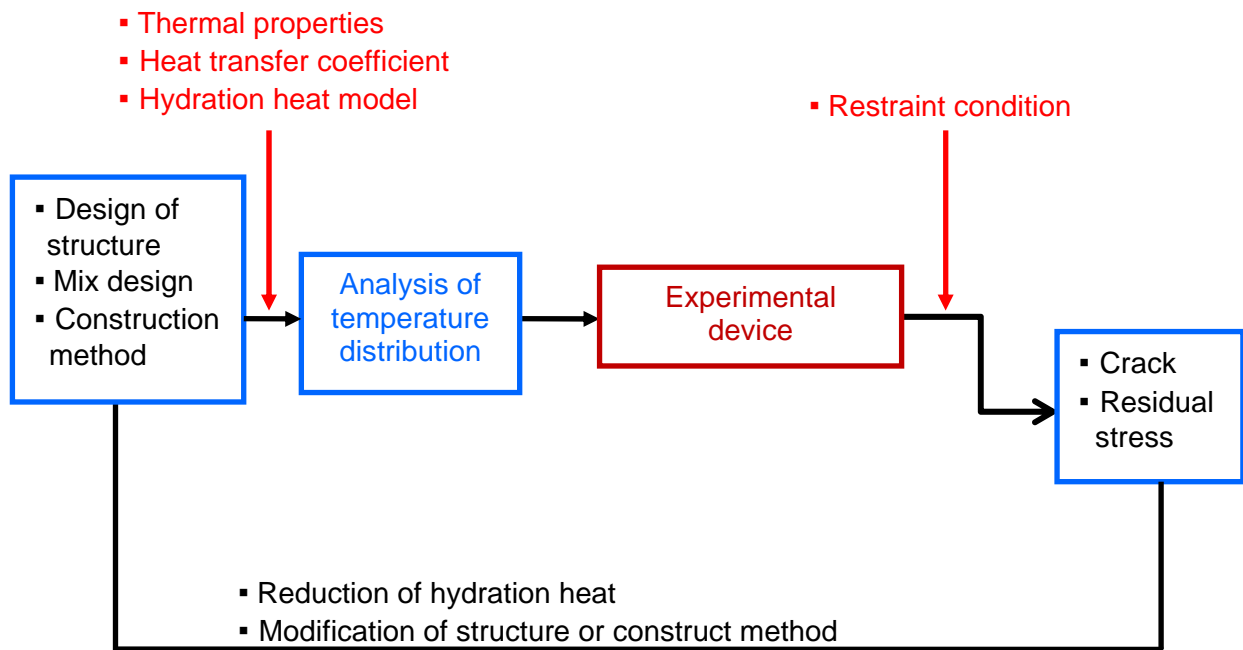 ▪ Thermal properties
▪ Heat transfer coefficient
▪ Hydration heat model
▪ Restraint condition
▪ Design of
structure
▪ Mix design
▪ Construction
method
Analysis of
temperature
distribution
Experimental
device
▪ Crack
▪ Residual
stress
▪ Reduction of hydration heat
▪ Modification of structure or construct method